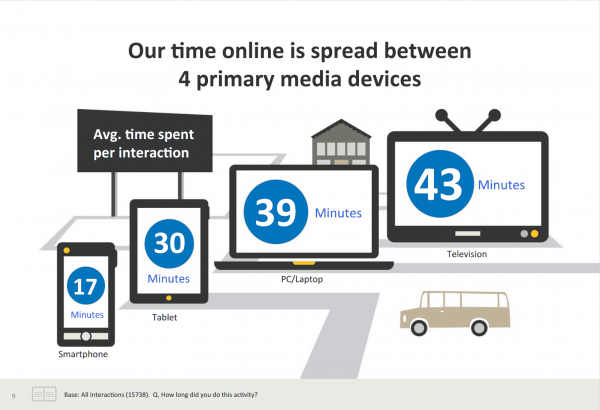 Our time online is spread between
4 primary media devices
Avg. time spent
per interaction
17
Minutes
Smartphone
30
Minutes
Tablet
39 Minutes
PC/Laptop
43 Minutes
Television
9 Base: All Interactions (15738). Q. How long did you do this activity?